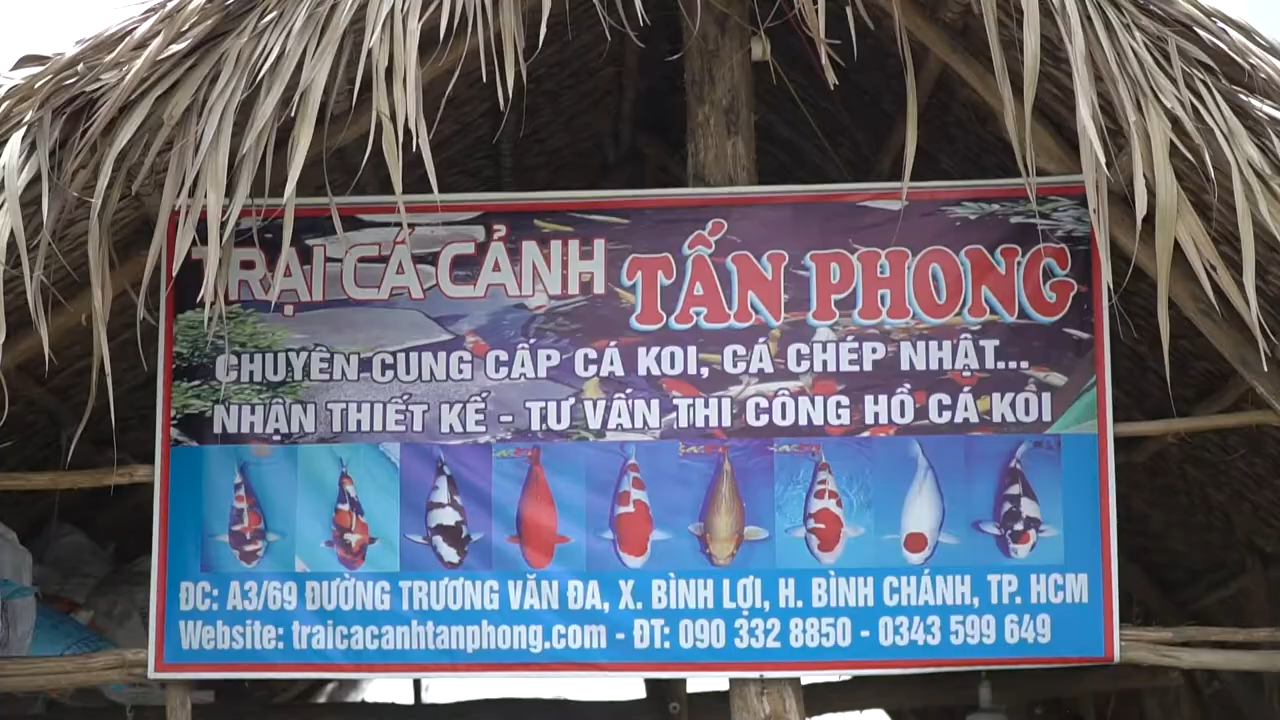 TRẠI CÁ CẢNH TẤN PHONG
CHUYÊN CUNG CẤP CÁ KOI, CÁ CHÉP NHẬT...
NHẬN THIẾT KẾ - TƯ VẤN THI CÔNG HỒ CÁ KOI
ĐC: A3/69 ĐƯỜNG TRƯƠNG VĂN ĐA, X. BÌNH LỢI, H. BÌNH CHÁNH, TP. HCM
Website: traicacanhtanphong.com - ĐT: 090 332 8850 - 0343 599 649